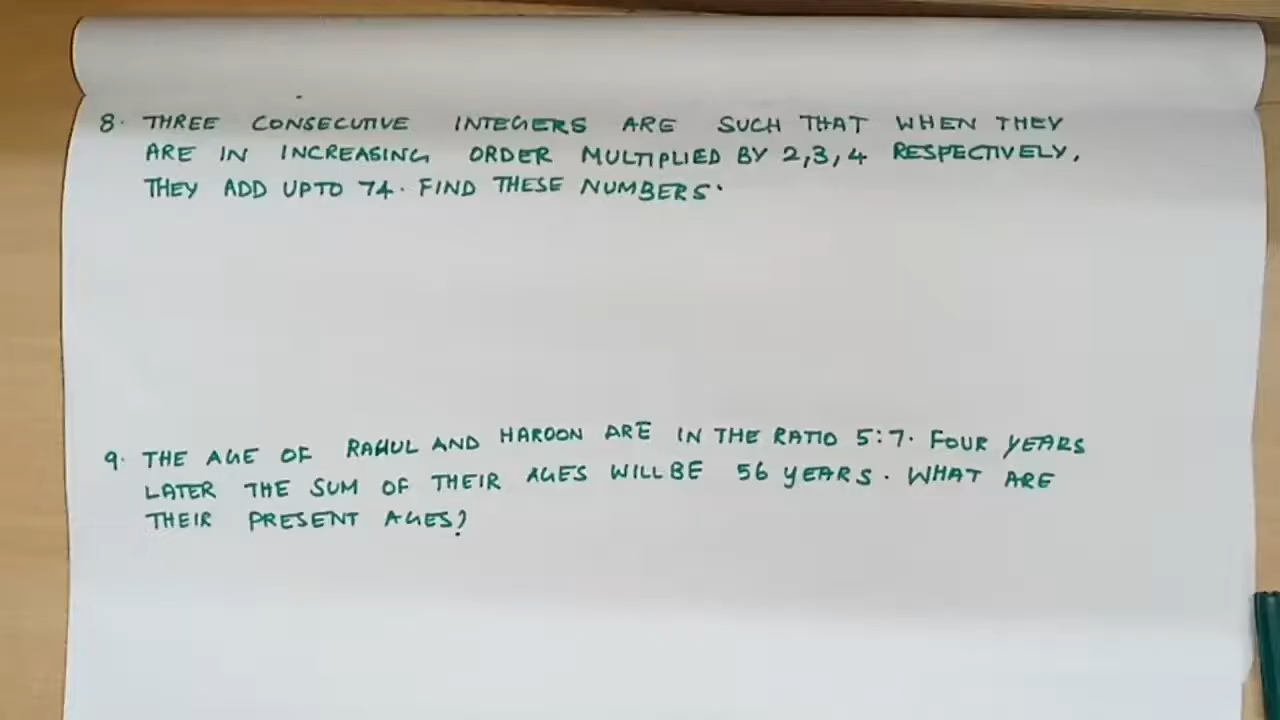 8. THREE CONSECUTIVE INTEGERS ARE SUCH THAT WHEN THEY
ARE IN INCREASING ORDER MULTIPLIED BY 2,3,4 RESPECTIVELY,
THEY ADD UPTO 74. FIND THESE NUMBERS.
9. THE AGE OF RAHUL AND HAROON ARE IN THE RATIO 5:7. FOUR YEARS
LATER THE SUM OF THEIR AGES WILL BE 56 YEARS. WHAT ARE
THEIR PRESENT AGES?